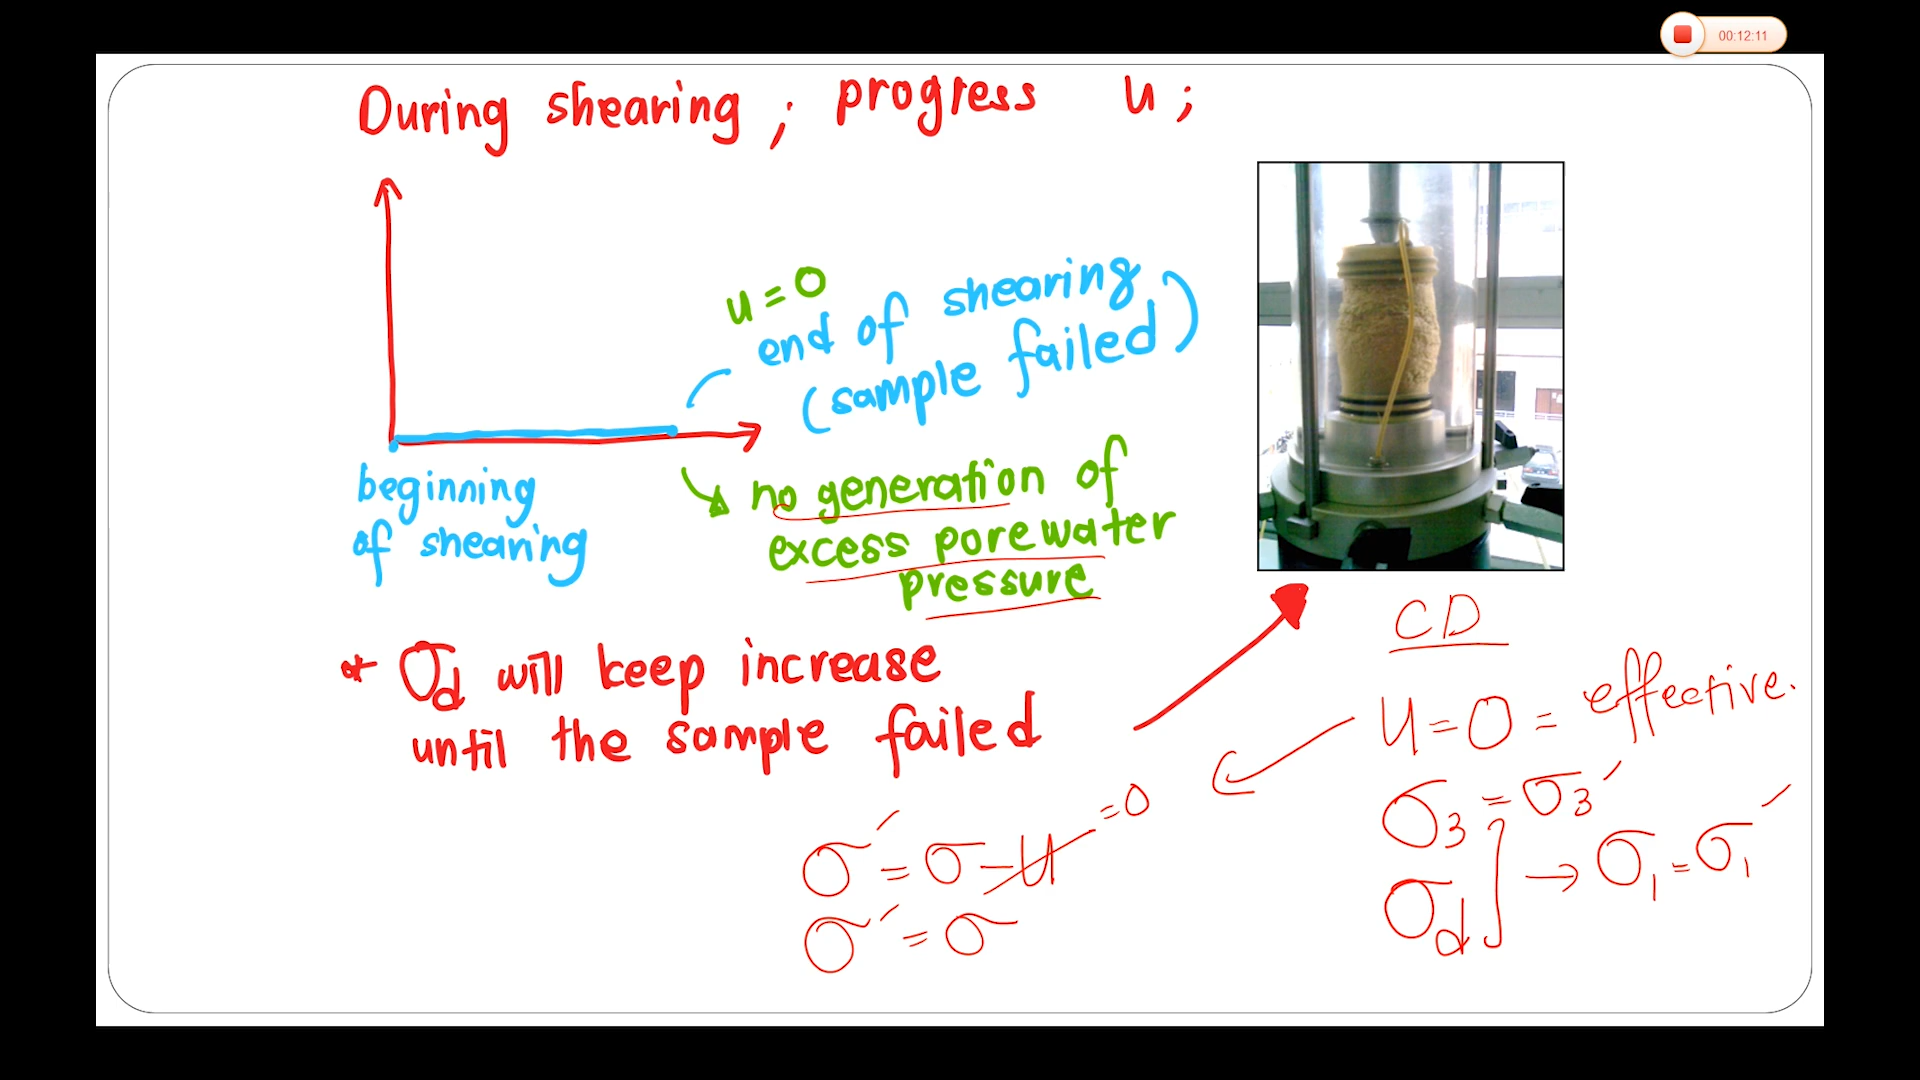 00:12:11
During shearing ; progress u ;
u = 0
end of shearing
(sample failed)
beginning
of shearing
no generation of
excess porewater
pressure
* σd will keep increase
until the sample failed
CD
u = 0 = effective.
σ3 = σ3′
σd → σ1 = σ1′
σ′ = σ – u = 0
σ′ = σ